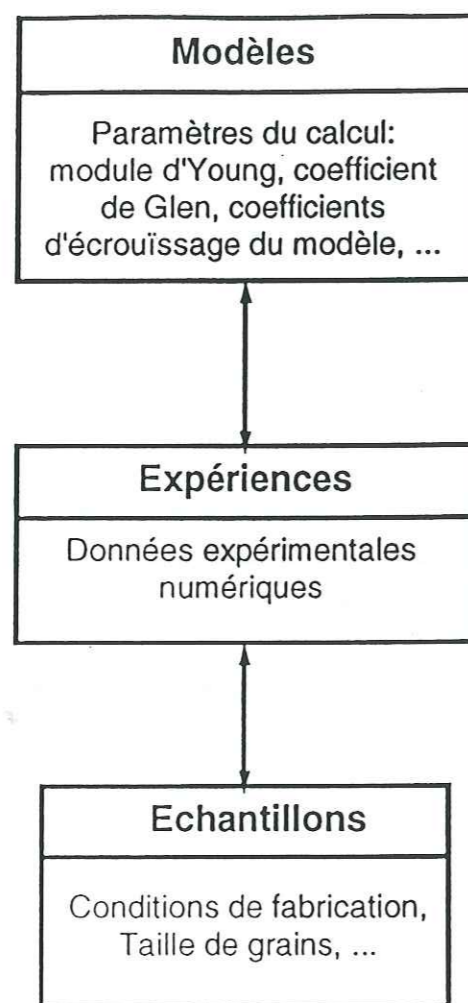 Modèles
Paramètres du calcul:
module d'Young, coefficient
de Glen, coefficients
d'écrouïssage du modèle, ...
Expériences
Données expérimentales
numériques
Echantillons
Conditions de fabrication,
Taille de grains, ...